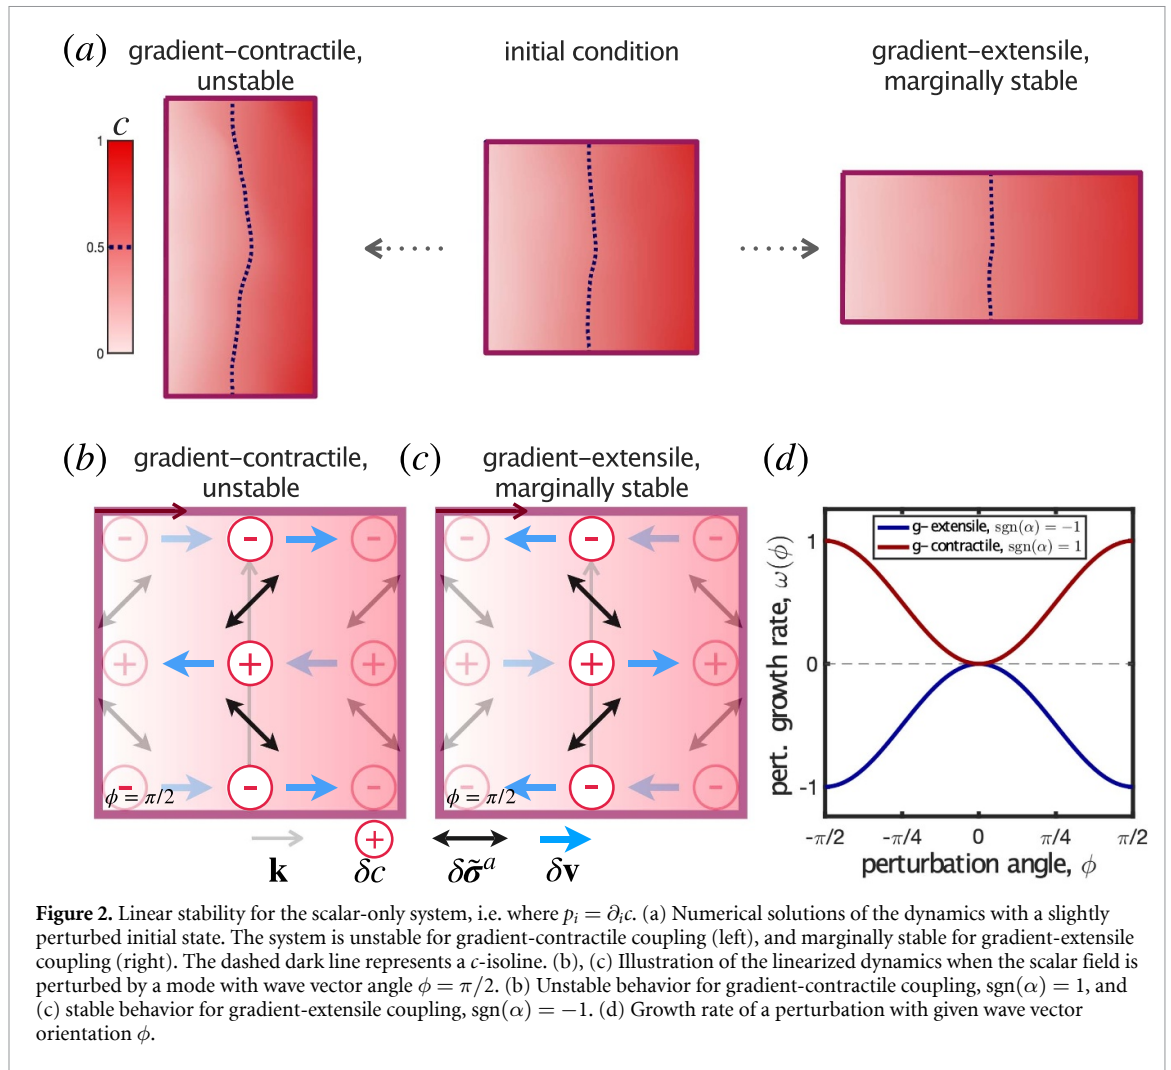 (a)
gradient-contractile,
unstable
initial condition
gradient-extensile,
marginally stable
c
1
0.5
0
(b)
gradient-contractile,
unstable
ϕ = π/2
(c)
gradient-extensile,
marginally stable
ϕ = π/2
k
δc
δσ̃ᵃ
δv
(d)
g- extensile, sgn(α) = −1
g- contractile, sgn(α) = 1
pert. growth rate, ω(ϕ)
1
0
-1
-π/2
-π/4
0
π/4
π/2
perturbation angle, ϕ
Figure 2. Linear stability for the scalar-only system, i.e. where pᵢ = ∂ᵢc. (a) Numerical solutions of the dynamics with a slightly
perturbed initial state. The system is unstable for gradient-contractile coupling (left), and marginally stable for gradient-extensile
coupling (right). The dashed dark line represents a c-isoline. (b), (c) Illustration of the linearized dynamics when the scalar field is
perturbed by a mode with wave vector angle ϕ = π/2. (b) Unstable behavior for gradient-contractile coupling, sgn(α) = 1, and
(c) stable behavior for gradient-extensile coupling, sgn(α) = −1. (d) Growth rate of a perturbation with given wave vector
orientation ϕ.